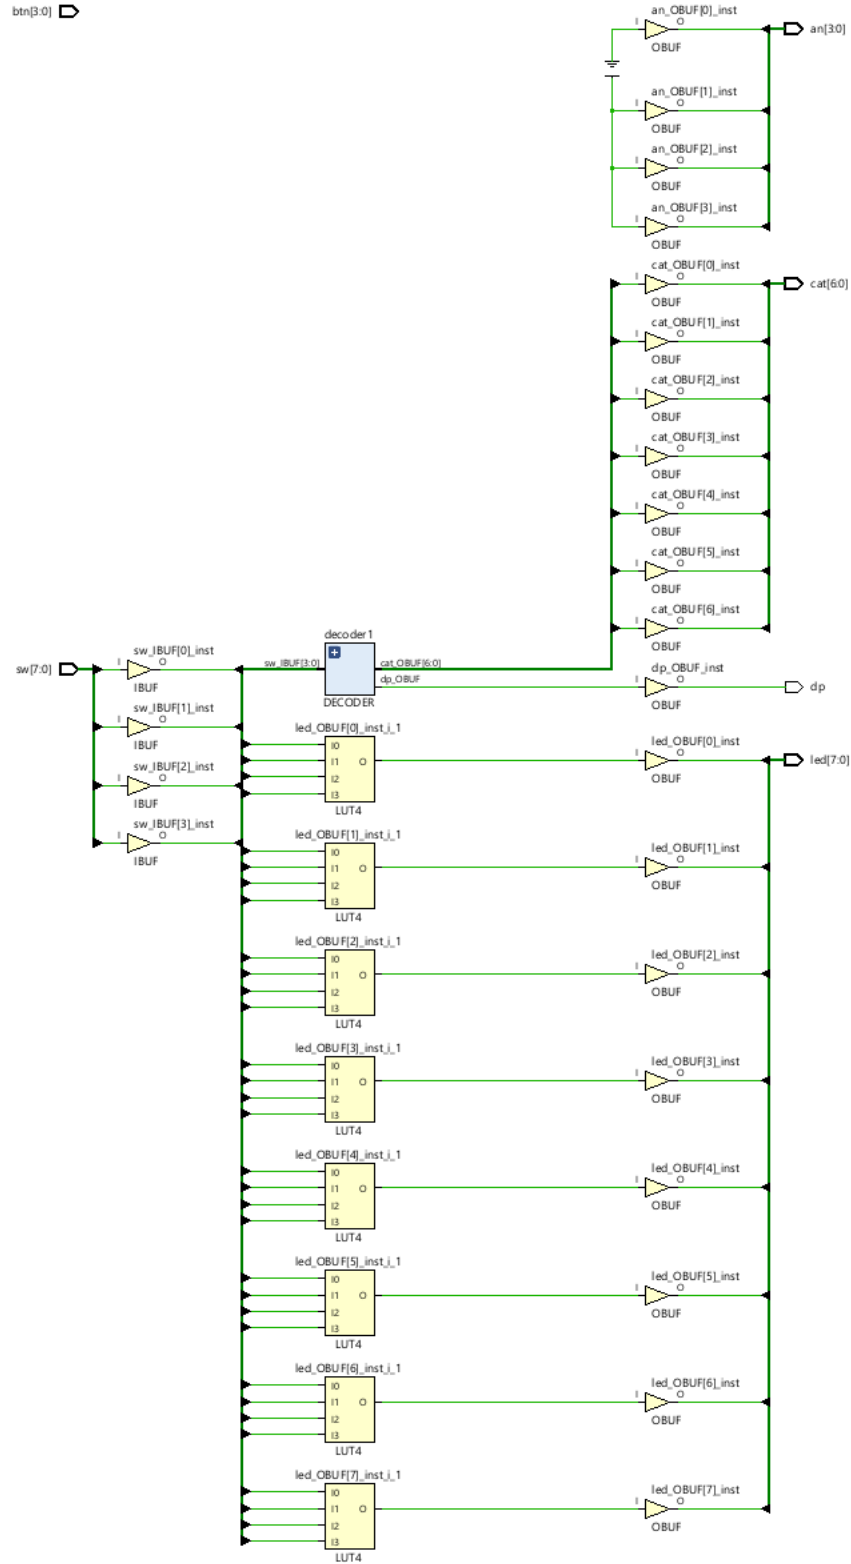 btn[3:0]
an_OBUF[0]_inst
I
O
OBUF
an[3:0]
an_OBUF[1]_inst
I
O
OBUF
an_OBUF[2]_inst
I
O
OBUF
an_OBUF[3]_inst
I
O
OBUF
cat_OBUF[0]_inst
I
O
OBUF
cat[6:0]
cat_OBUF[1]_inst
I
O
OBUF
cat_OBUF[2]_inst
I
O
OBUF
cat_OBUF[3]_inst
I
O
OBUF
cat_OBUF[4]_inst
I
O
OBUF
cat_OBUF[5]_inst
I
O
OBUF
cat_OBUF[6]_inst
I
O
OBUF
sw[7:0]
sw_IBUF[0]_inst
I
O
IBUF
sw_IBUF[1]_inst
I
O
IBUF
sw_IBUF[2]_inst
I
O
IBUF
sw_IBUF[3]_inst
I
O
IBUF
decoder1
sw_IBUF[3:0]
cat_OBUF[6:0]
dp_OBUF
DECODER
dp_OBUF_inst
I
O
OBUF
dp
led_OBUF[0]_inst_i_1
I0
I1
I2
I3
O
LUT4
led_OBUF[0]_inst
I
O
OBUF
led[7:0]
led_OBUF[1]_inst_i_1
I0
I1
I2
I3
O
LUT4
led_OBUF[1]_inst
I
O
OBUF
led_OBUF[2]_inst_i_1
I0
I1
I2
I3
O
LUT4
led_OBUF[2]_inst
I
O
OBUF
led_OBUF[3]_inst_i_1
I0
I1
I2
I3
O
LUT4
led_OBUF[3]_inst
I
O
OBUF
led_OBUF[4]_inst_i_1
I0
I1
I2
I3
O
LUT4
led_OBUF[4]_inst
I
O
OBUF
led_OBUF[5]_inst_i_1
I0
I1
I2
I3
O
LUT4
led_OBUF[5]_inst
I
O
OBUF
led_OBUF[6]_inst_i_1
I0
I1
I2
I3
O
LUT4
led_OBUF[6]_inst
I
O
OBUF
led_OBUF[7]_inst_i_1
I0
I1
I2
I3
O
LUT4
led_OBUF[7]_inst
I
O
OBUF